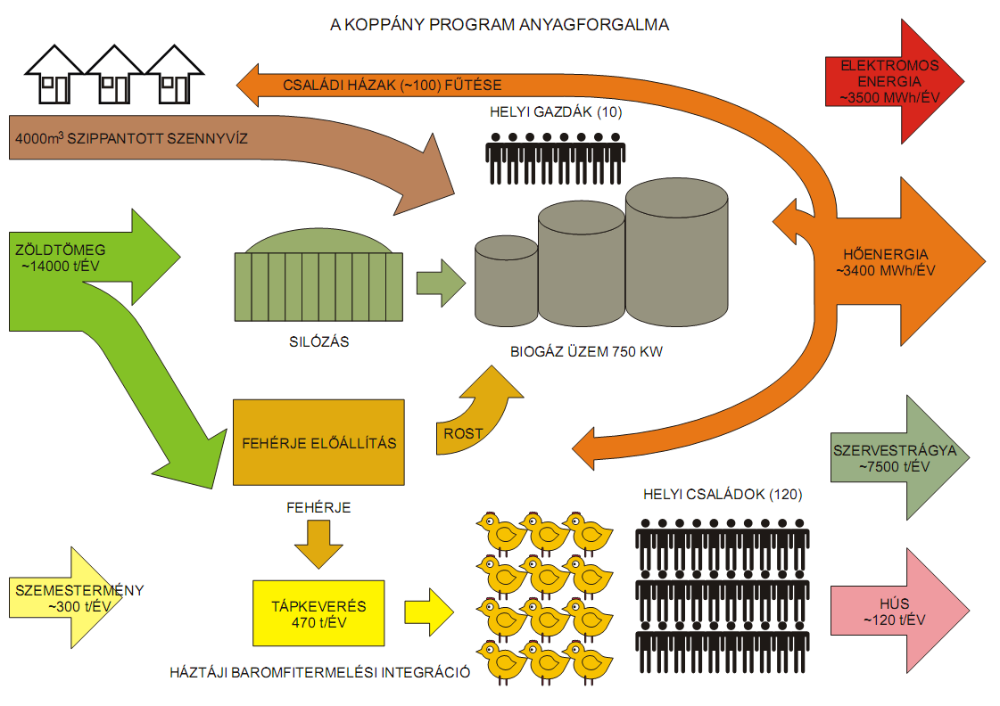 A KOPPÁNY PROGRAM ANYAGFORGALMA
CSALÁDI HÁZAK (~100) FŰTÉSE
ELEKTROMOS
ENERGIA
~3500 MWh/ÉV
HELYI GAZDÁK (10)
4000m³ SZIPPANTOTT SZENNYVÍZ
ZÖLDTÖMEG
~14000 t/ÉV
HŐENERGIA
~3400 MWh/ÉV
SILÓZÁS
BIOGÁZ ÜZEM 750 KW
FEHÉRJE ELŐÁLLÍTÁS
ROST
SZERVESTRÁGYA
~7500 t/ÉV
FEHÉRJE
HELYI CSALÁDOK (120)
SZEMESTERMÉNY
~300 t/ÉV
TÁPKEVERÉS
470 t/ÉV
HÚS
~120 t/ÉV
HÁZTÁJI BAROMFITERMELÉSI INTEGRÁCIÓ